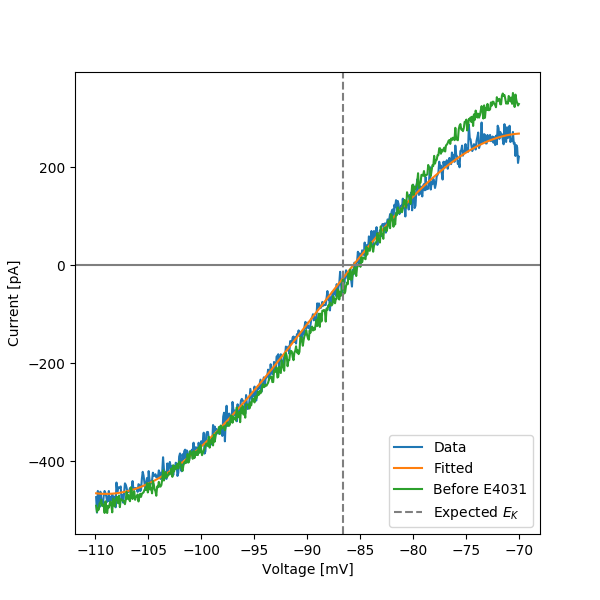 200
0
−200
−400
Current [pA]
Data
Fitted
Before E4031
Expected E_K
−110 −105 −100 −95 −90 −85 −80 −75 −70
Voltage [mV]